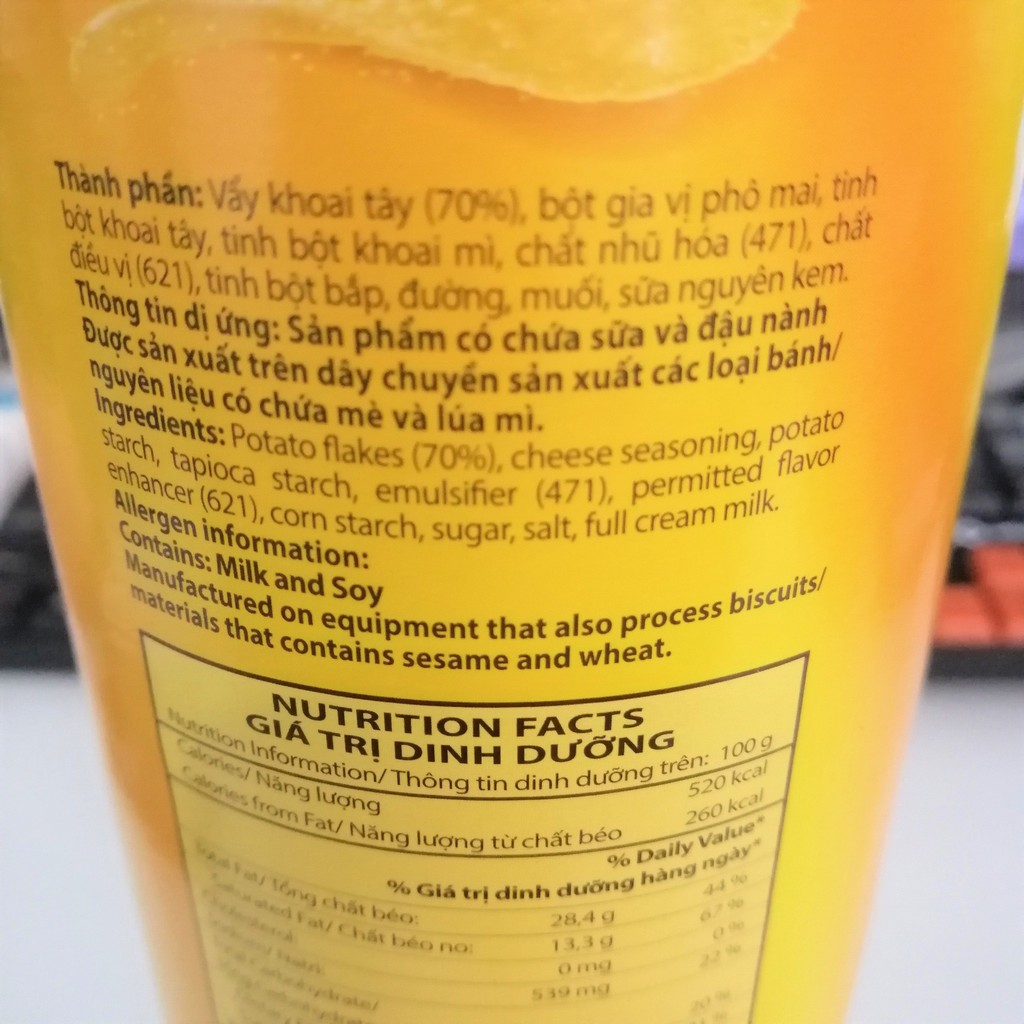 Thành phần: Vẩy khoai tây (70%), bột gia vị phô mai, tinh
bột khoai tây, tinh bột khoai mì, chất nhũ hóa (471), chất
điều vị (621), tinh bột bắp, đường, muối, sữa nguyên kem.
Thông tin dị ứng: Sản phẩm có chứa sữa và đậu nành
Được sản xuất trên dây chuyền sản xuất các loại bánh/
nguyên liệu có chứa mè và lúa mì.
Ingredients: Potato flakes (70%), cheese seasoning, potato
starch, tapioca starch, emulsifier (471), permitted flavor
enhancer (621), corn starch, sugar, salt, full cream milk.
Allergen information:
Contains: Milk and Soy
Manufactured on equipment that also process biscuits/
materials that contains sesame and wheat.
NUTRITION FACTS
GIÁ TRỊ DINH DƯỠNG
Nutrition Information/ Thông tin dinh dưỡng trên: 100 g
Calories/ Năng lượng 520 kcal
Calories from Fat/ Năng lượng từ chất béo 260 kcal
% Daily Value*
% Giá trị dinh dưỡng hàng ngày*
Total Fat/ Tổng chất béo: 28,4 g 44 %
Saturated Fat/ Chất béo no: 13,3 g 67 %
Cholesterol: 0 mg 0 %
Sodium/ Natri: 539 mg 22 %
Carbohydrate/ 20 %